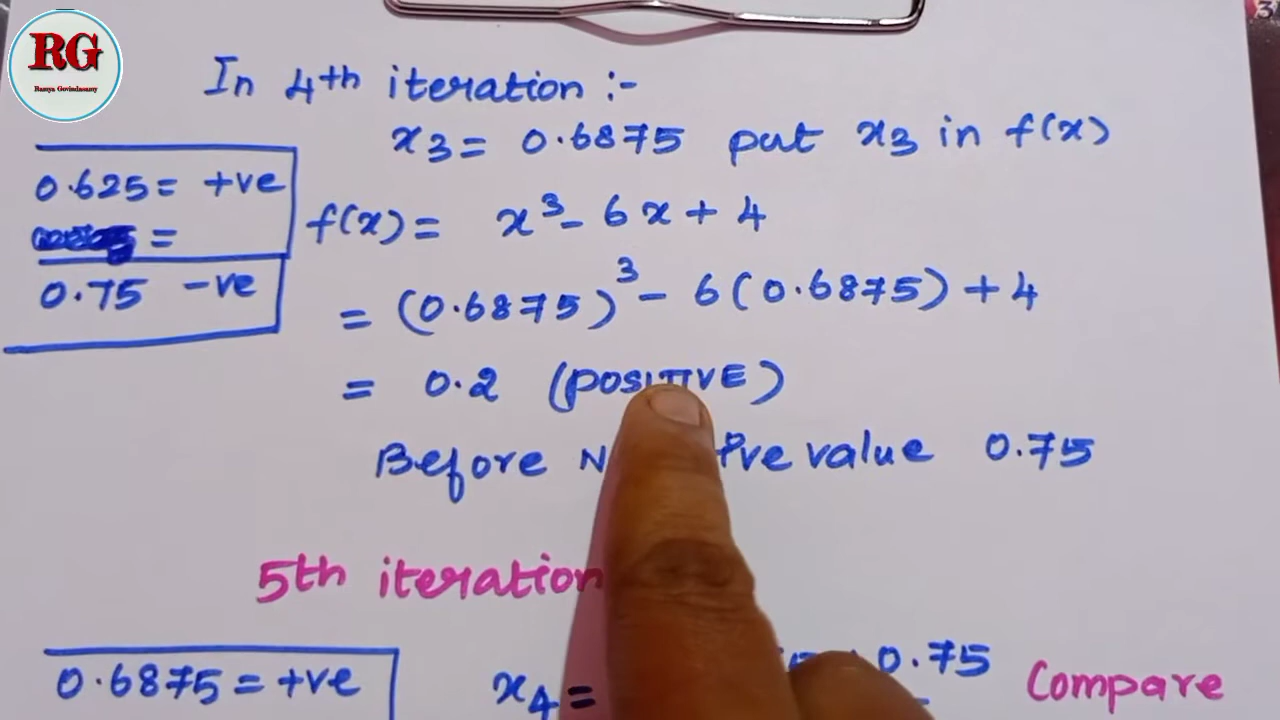 RG
Ramya Govindasamy
In 4th iteration :-
x3 = 0.6875 put x3 in f(x)
0.625 = +ve
=
0.75 -ve
f(x) = x³ - 6x + 4
= (0.6875)³ - 6(0.6875) + 4
= 0.2 (POSITIVE)
Before ve value 0.75
5th iteration
0.6875 = +ve
x4 = 0.75
Compare